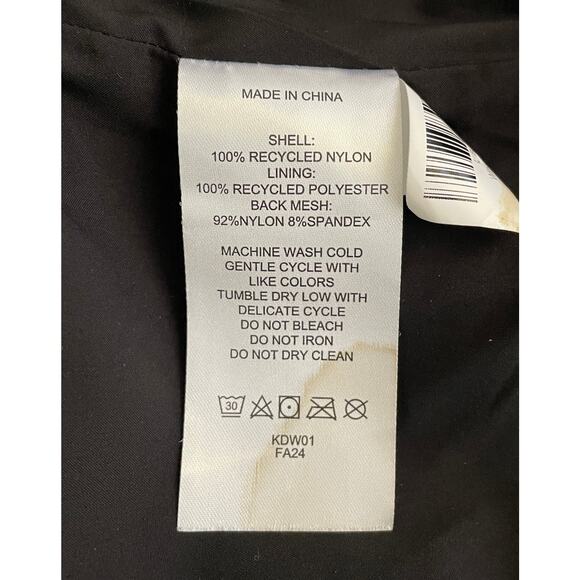 MADE IN CHINA
SHELL:
100% RECYCLED NYLON
LINING:
100% RECYCLED POLYESTER
BACK MESH:
92%NYLON 8%SPANDEX
MACHINE WASH COLD
GENTLE CYCLE WITH
LIKE COLORS
TUMBLE DRY LOW WITH
DELICATE CYCLE
DO NOT BLEACH
DO NOT IRON
DO NOT DRY CLEAN
30
KDW01
FA24